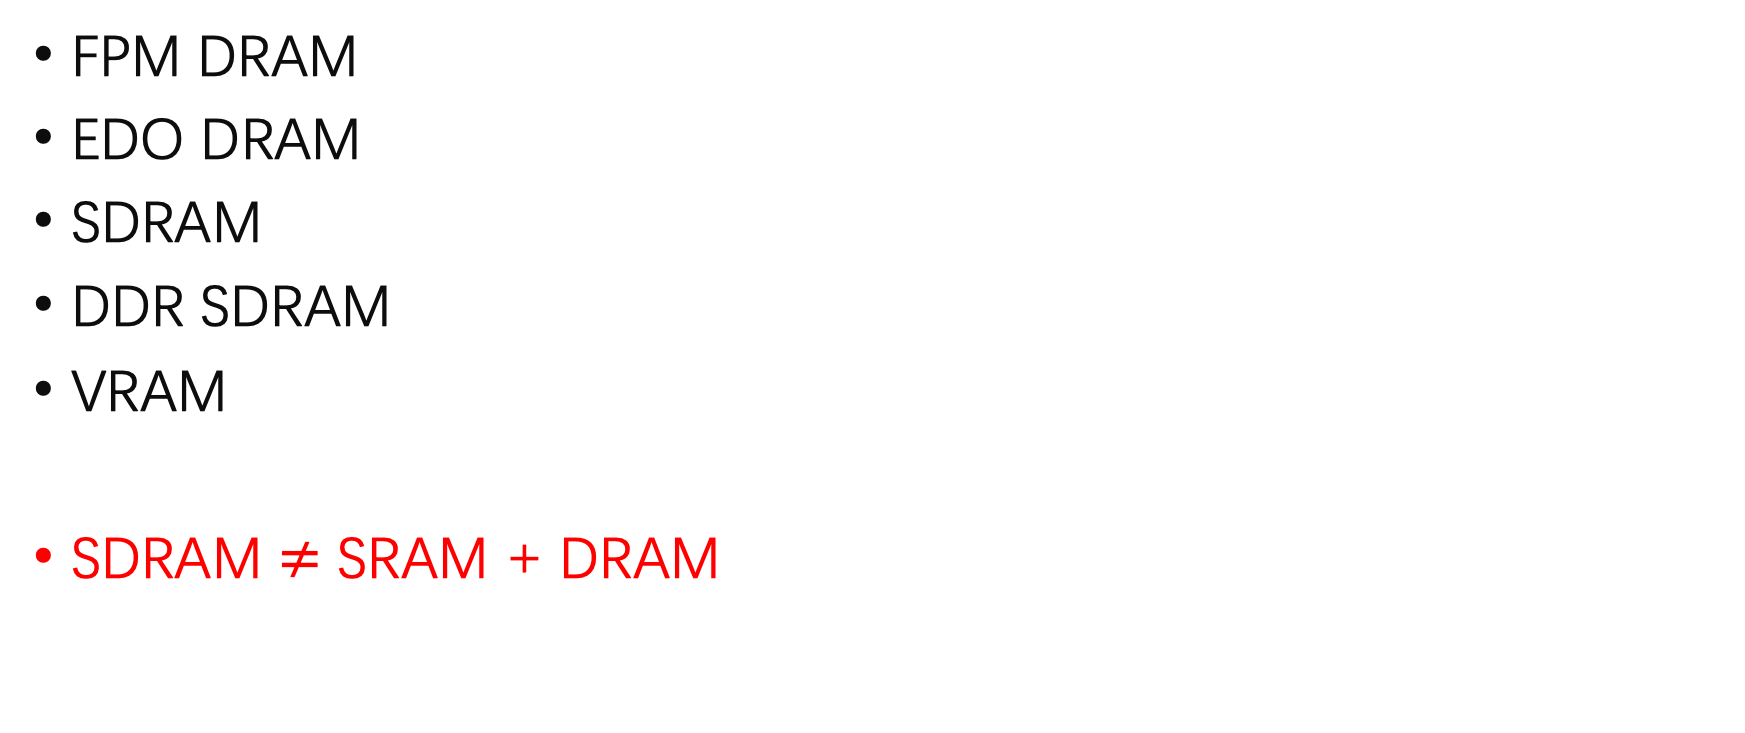 • FPM DRAM
• EDO DRAM
• SDRAM
• DDR SDRAM
• VRAM
• SDRAM ≠ SRAM + DRAM